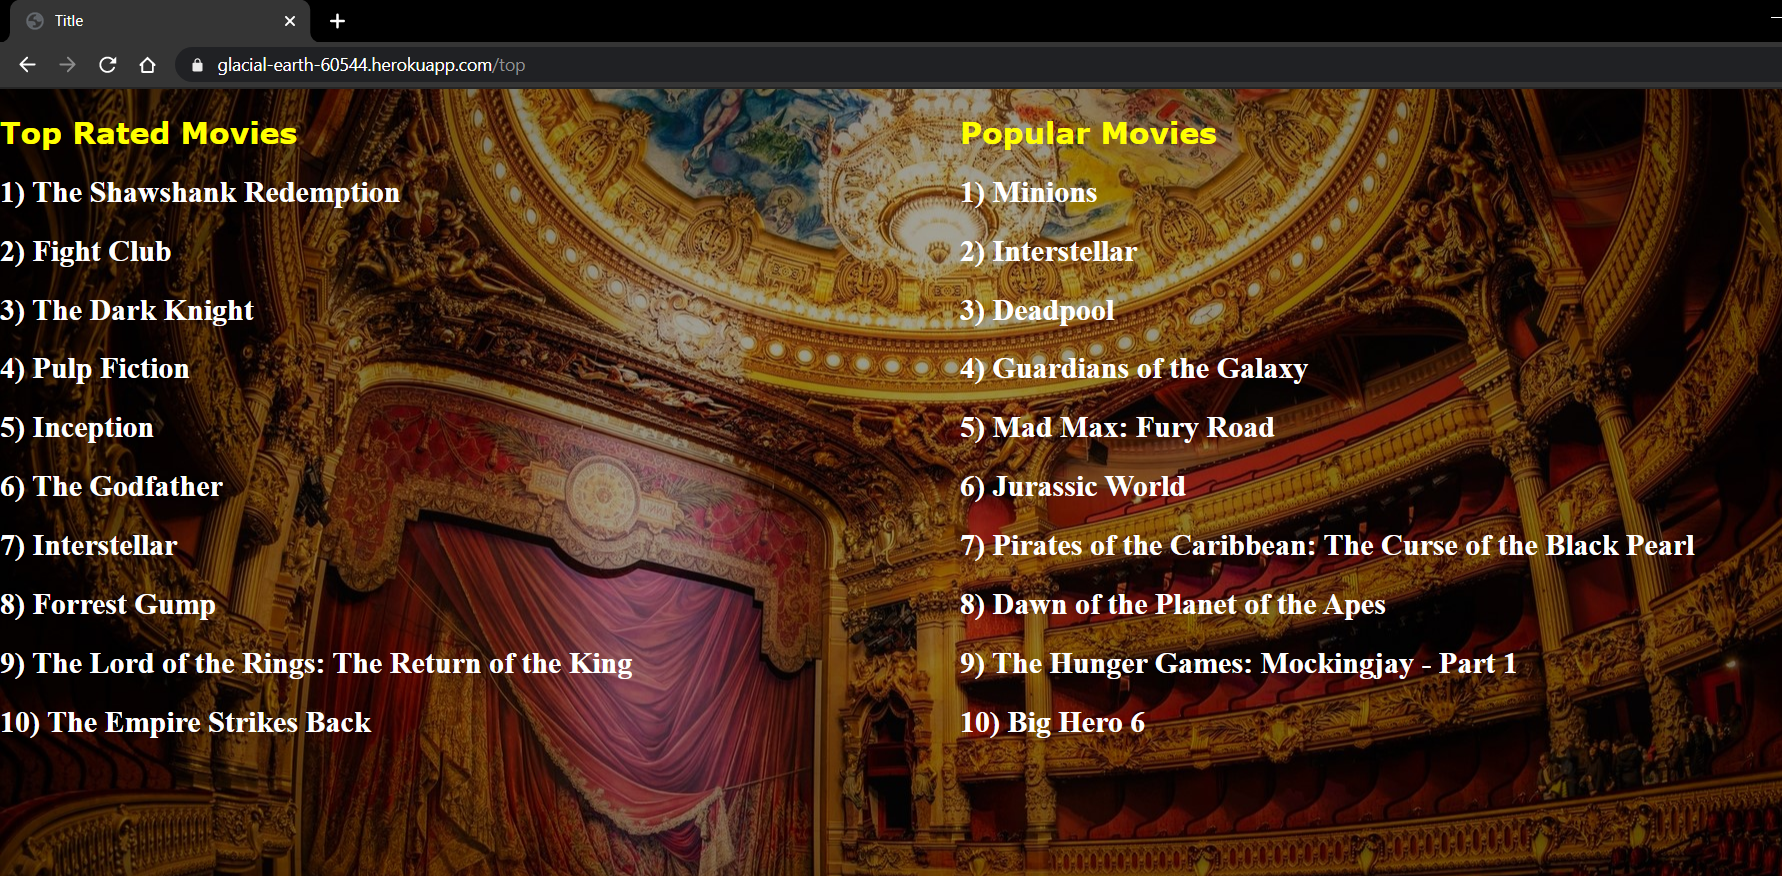 Title
glacial-earth-60544.herokuapp.com/top
Top Rated Movies
1) The Shawshank Redemption
2) Fight Club
3) The Dark Knight
4) Pulp Fiction
5) Inception
6) The Godfather
7) Interstellar
8) Forrest Gump
9) The Lord of the Rings: The Return of the King
10) The Empire Strikes Back
Popular Movies
1) Minions
2) Interstellar
3) Deadpool
4) Guardians of the Galaxy
5) Mad Max: Fury Road
6) Jurassic World
7) Pirates of the Caribbean: The Curse of the Black Pearl
8) Dawn of the Planet of the Apes
9) The Hunger Games: Mockingjay - Part 1
10) Big Hero 6